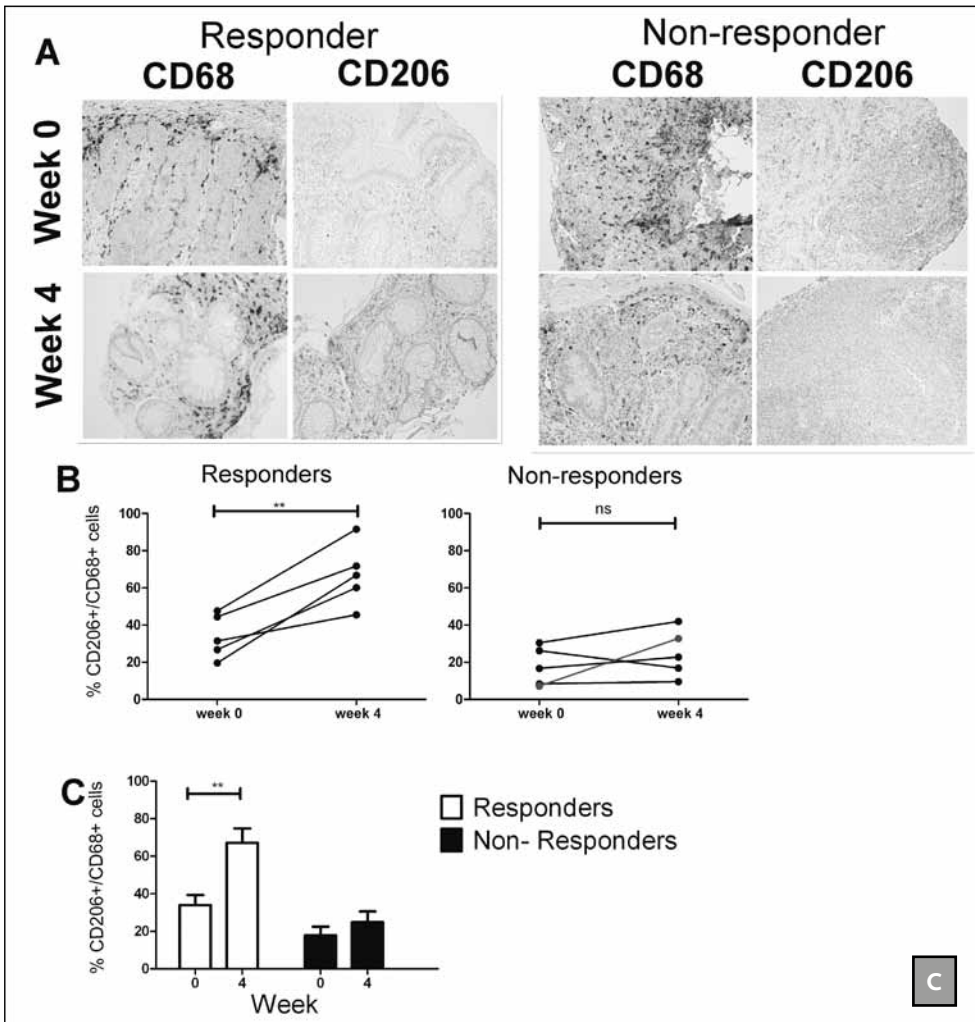 A
Responder
Non-responder
CD68 CD206
CD68 CD206
Week 0
Week 4
B
Responders
Non-responders
% CD206+/CD68+ cells
100
80
60
40
20
0
**
week 0 week 4
100
80
60
40
20
0
ns
week 0 week 4
C
% CD206+/CD68+ cells
100
80
60
40
20
0
**
0 4 0 4
Week
Responders
Non- Responders
C